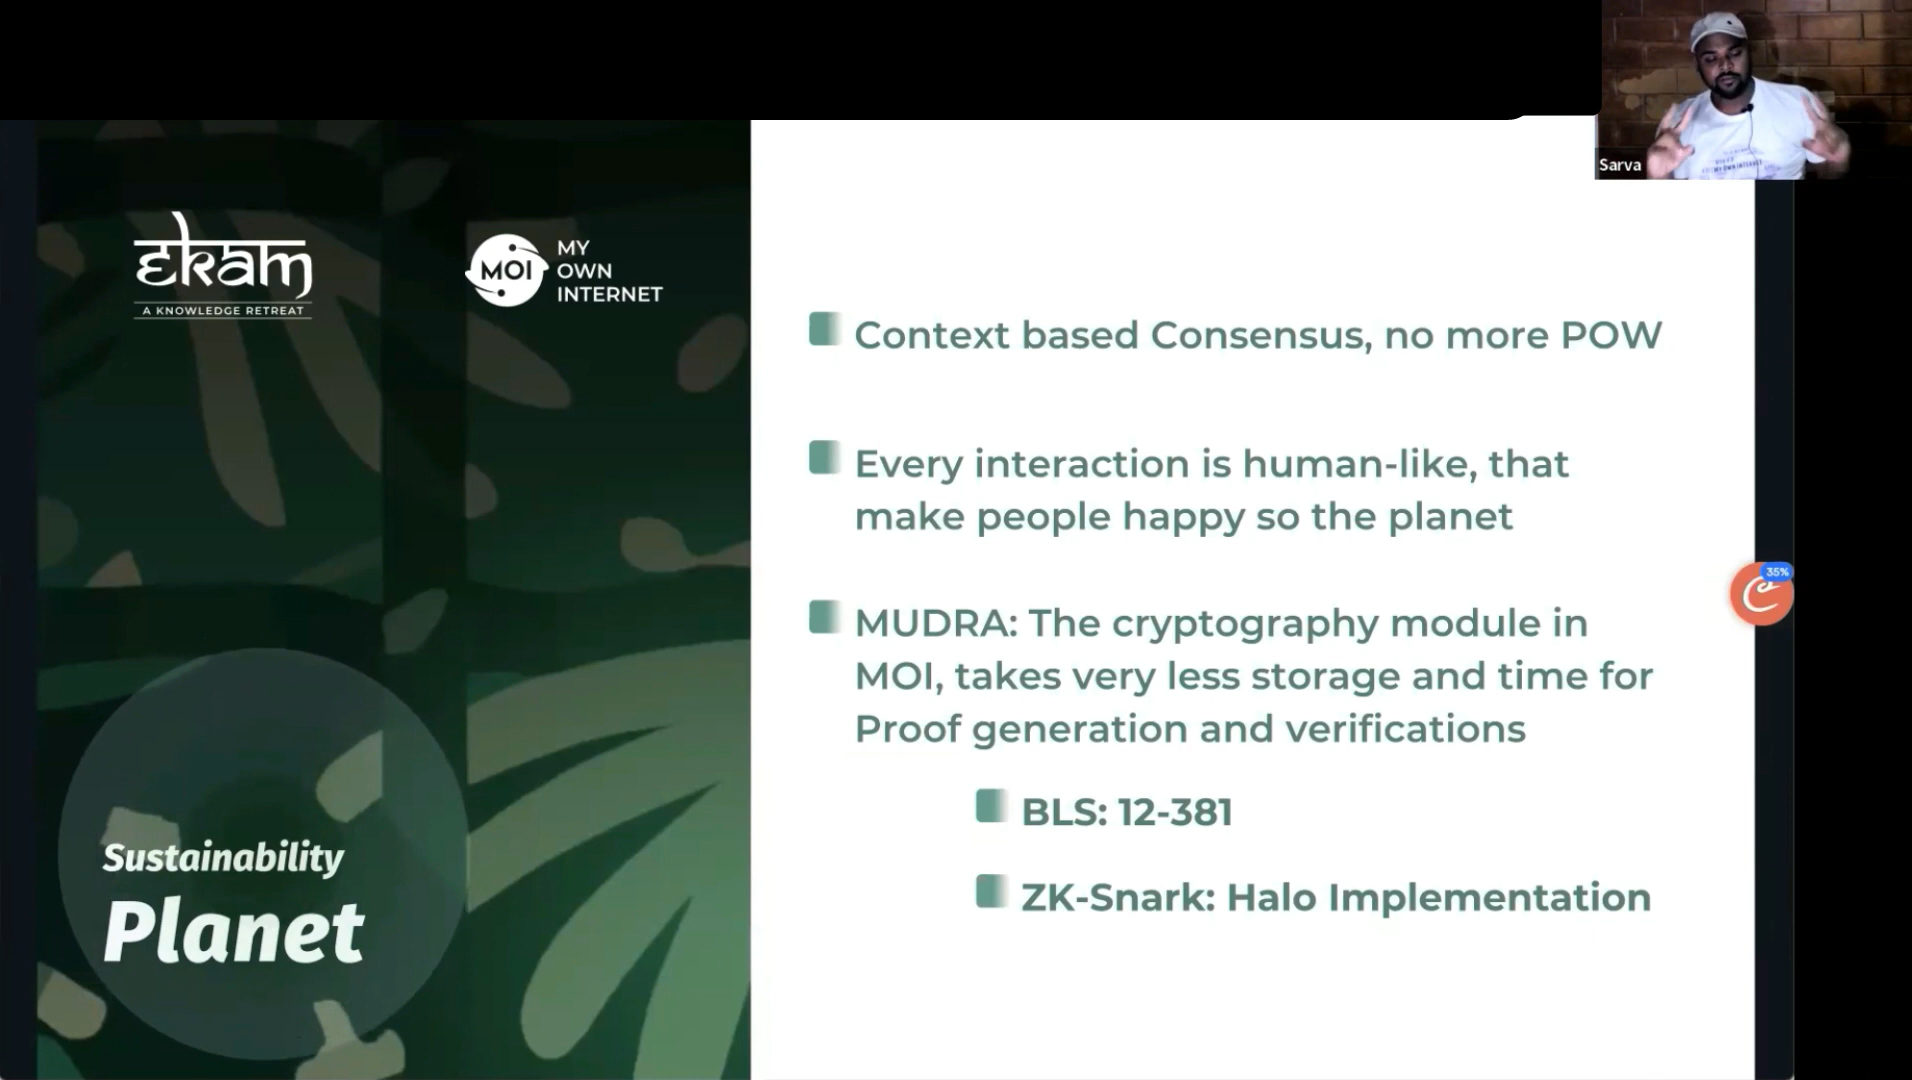 Sarva
ekam
A KNOWLEDGE RETREAT
MOI
MY
OWN
INTERNET
Sustainability
Planet
Context based Consensus, no more POW
Every interaction is human-like, that
make people happy so the planet
MUDRA: The cryptography module in
MOI, takes very less storage and time for
Proof generation and verifications
BLS: 12-381
ZK-Snark: Halo Implementation
35%